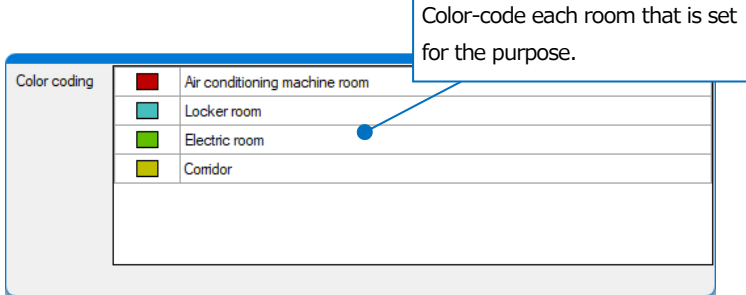 Color-code each room that is set
for the purpose.
Color coding
Air conditioning machine room
Locker room
Electric room
Corridor